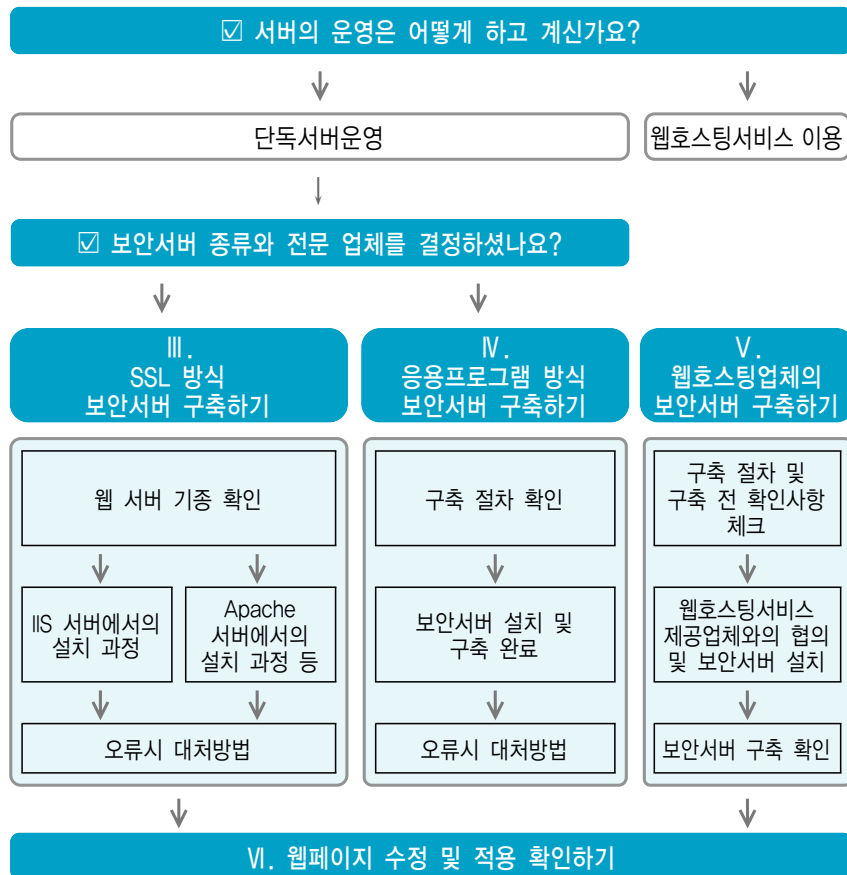 ☑ 서버의 운영은 어떻게 하고 계신가요?
단독서버운영
웹호스팅서비스 이용
☑ 보안서버 종류와 전문 업체를 결정하셨나요?
Ⅲ.
SSL 방식
보안서버 구축하기
Ⅳ.
응용프로그램 방식
보안서버 구축하기
Ⅴ.
웹호스팅업체의
보안서버 구축하기
웹 서버 기종 확인
IIS 서버에서의
설치 과정
Apache
서버에서의
설치 과정 등
오류시 대처방법
구축 절차 확인
보안서버 설치 및
구축 완료
오류시 대처방법
구축 절차 및
구축 전 확인사항
체크
웹호스팅서비스
제공업체와의 협의
및 보안서버 설치
보안서버 구축 확인
Ⅵ. 웹페이지 수정 및 적용 확인하기